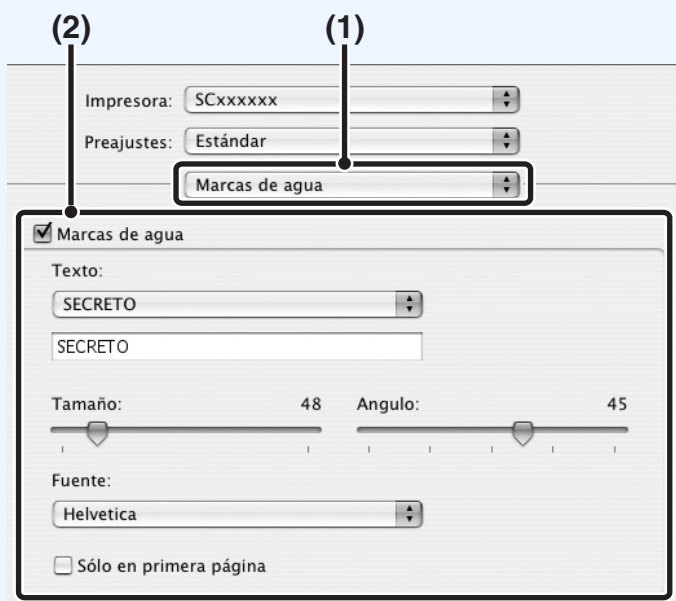 (2) (1)
Impresora: SCxxxxxx
Preajustes: Estándar
Marcas de agua
Marcas de agua
Texto:
SECRETO
SECRETO
Tamaño: 48 Angulo: 45
Fuente:
Helvetica
Sólo en primera página